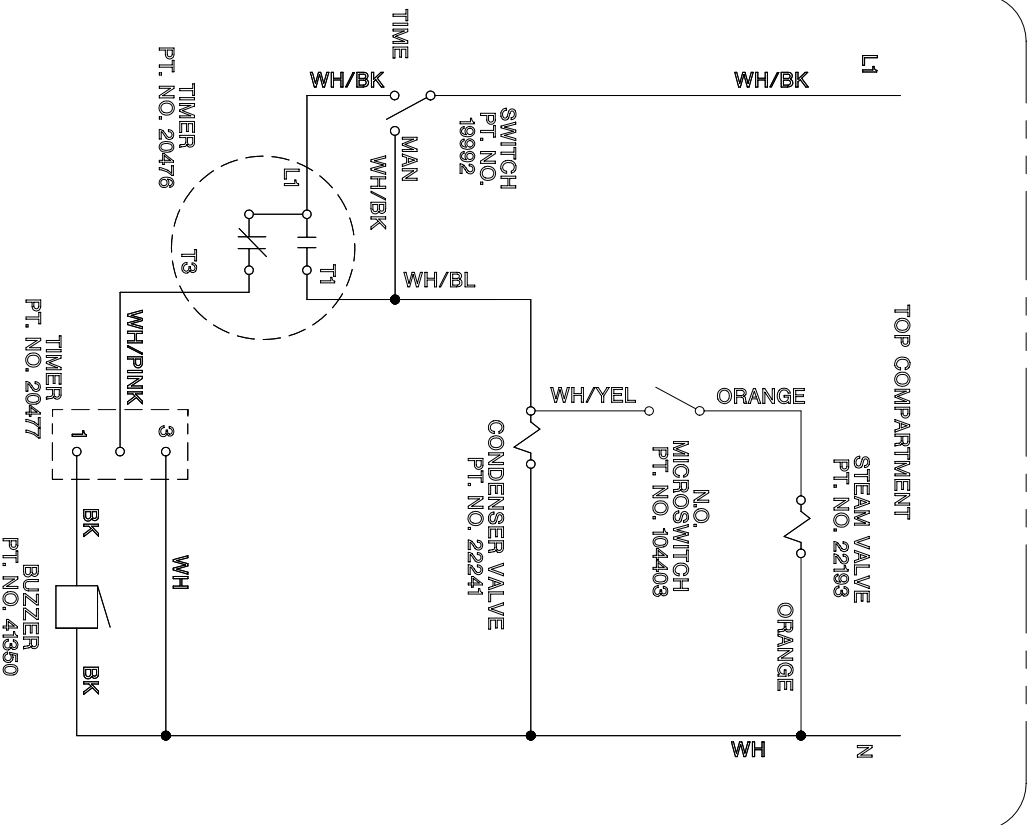 TOP COMPARTMENT
L1
N
WH/BK
WH
STEAM VALVE
PT. NO. 22193
ORANGE
ORANGE
N.O.
MICROSWITCH
PT. NO. 104403
WH/YEL
SWITCH
PT. NO.
19992
CONDENSER VALVE
PT. NO. 22241
TIME
MAN
WH/BK
WH/BK
WH/BL
L1
T1
T3
TIMER
PT. NO. 20476
WH/PINK
3
1
WH
TIMER
PT. NO. 20477
BK
BK
BUZZER
PT. NO. 41350